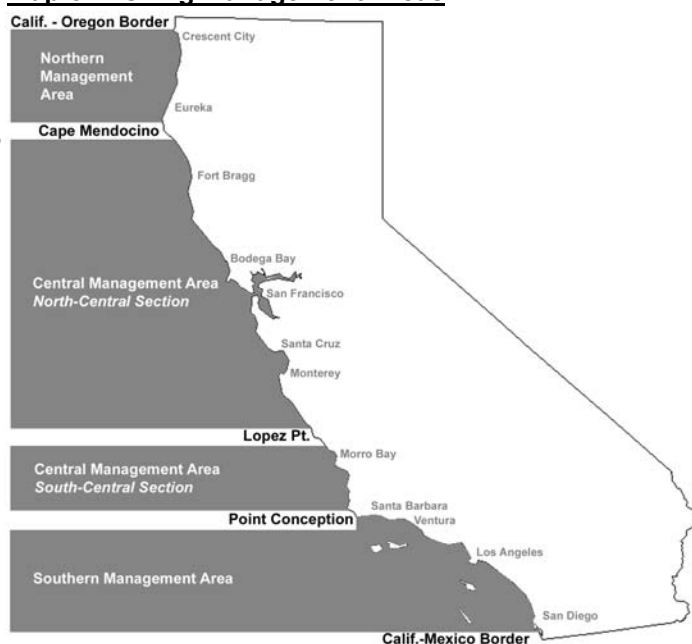 Calif. - Oregon Border
Crescent City
Northern
Management
Area
Eureka
Cape Mendocino
Fort Bragg
Bodega Bay
Central Management Area
North-Central Section
San Francisco
Santa Cruz
Monterey
Lopez Pt.
Morro Bay
Central Management Area
South-Central Section
Santa Barbara
Point Conception
Ventura
Los Angeles
Southern Management Area
San Diego
Calif.-Mexico Border